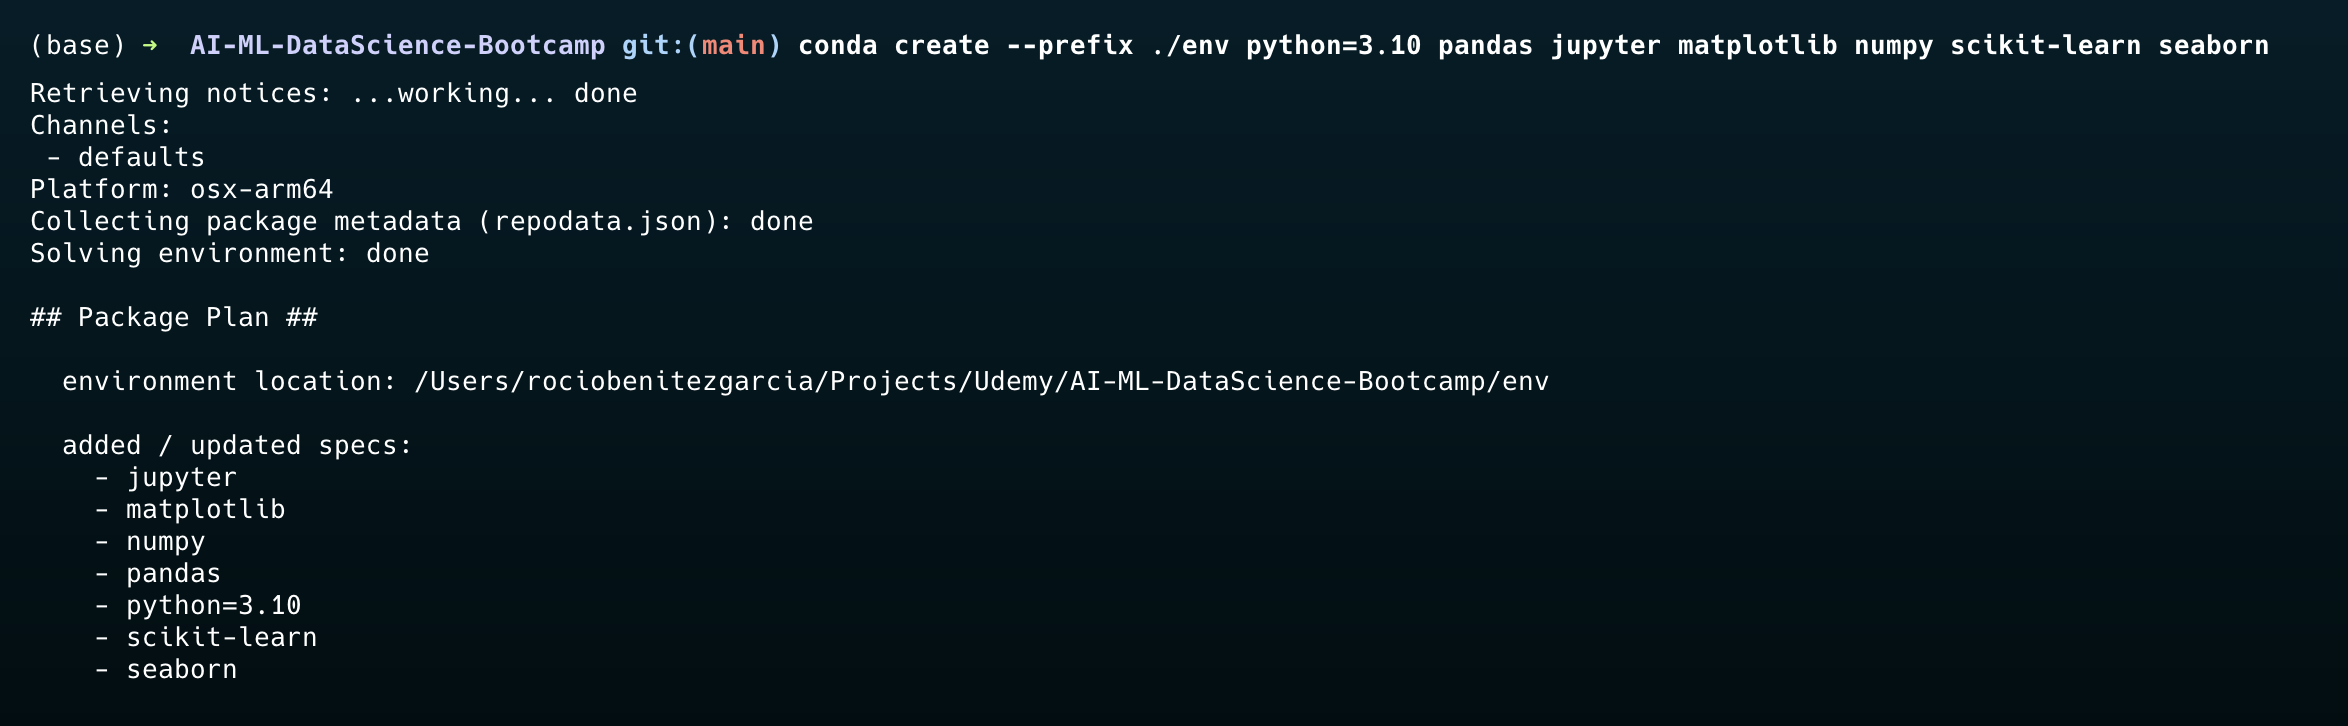 (base) ➜  AI-ML-DataScience-Bootcamp git:(main) conda create --prefix ./env python=3.10 pandas jupyter matplotlib numpy scikit-learn seaborn
Retrieving notices: ...working... done
Channels:
 - defaults
Platform: osx-arm64
Collecting package metadata (repodata.json): done
Solving environment: done
## Package Plan ##
  environment location: /Users/rociobenitezgarcia/Projects/Udemy/AI-ML-DataScience-Bootcamp/env
  added / updated specs:
    - jupyter
    - matplotlib
    - numpy
    - pandas
    - python=3.10
    - scikit-learn
    - seaborn